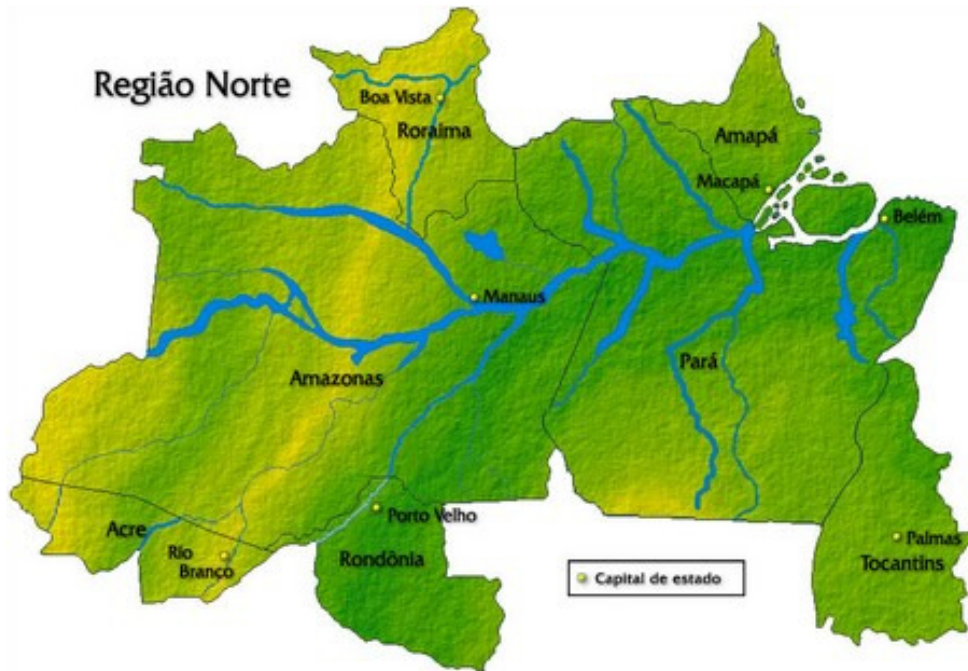 Região Norte
Boa Vista
Roraima
Amapá
Macapá
Belém
Manaus
Amazonas
Pará
Acre
Rio
Branço
Porto Velho
Rondônia
Palmas
Tocantins
Capital de estado